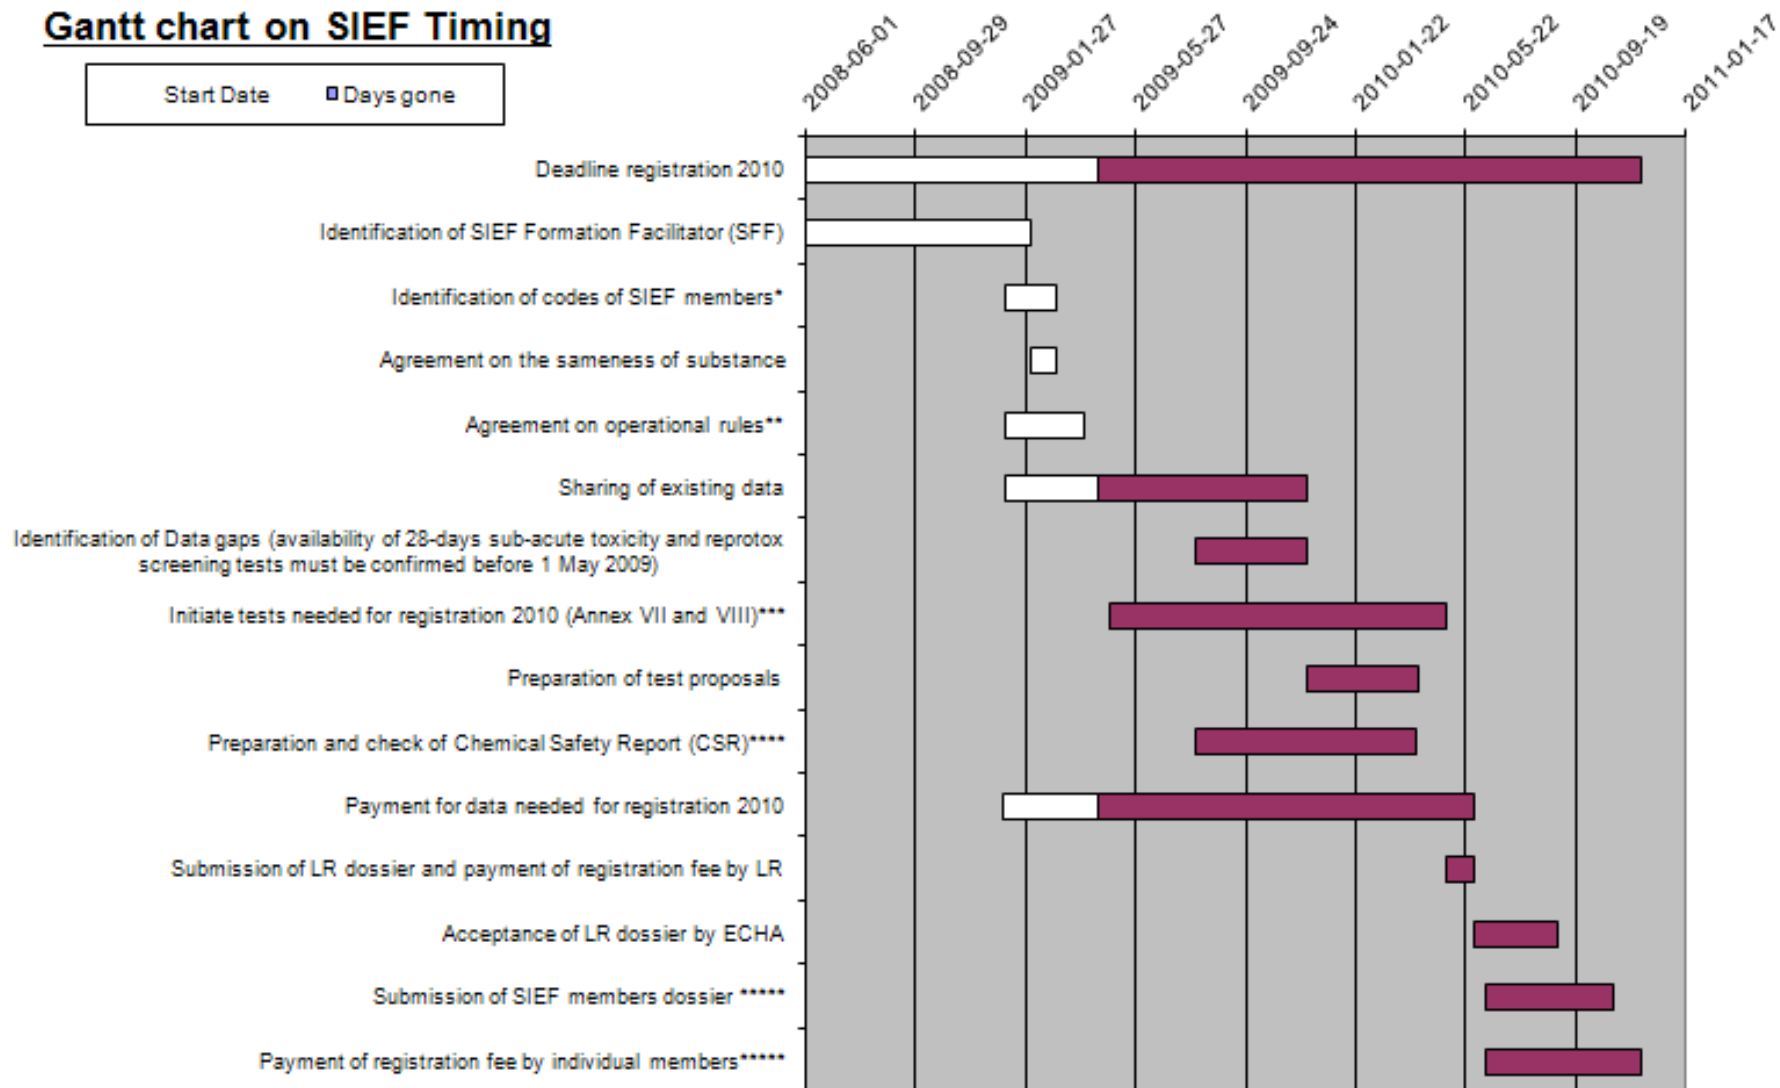 Gantt chart on SIEF Timing
Start Date Days gone
2008-06-01
2008-09-29
2009-01-27
2009-05-27
2009-09-24
2010-01-22
2010-05-22
2010-09-19
2011-01-17
Deadline registration 2010
Identification of SIEF Formation Facilitator (SFF)
Identification of codes of SIEF members*
Agreement on the sameness of substance
Agreement on operational rules**
Sharing of existing data
Identification of Data gaps (availability of 28-days sub-acute toxicity and reprotox
screening tests must be confirmed before 1 May 2009)
Initiate tests needed for registration 2010 (Annex VII and VIII)***
Preparation of test proposals
Preparation and check of Chemical Safety Report (CSR)****
Payment for data needed for registration 2010
Submission of LR dossier and payment of registration fee by LR
Acceptance of LR dossier by ECHA
Submission of SIEF members dossier *****
Payment of registration fee by individual members*****